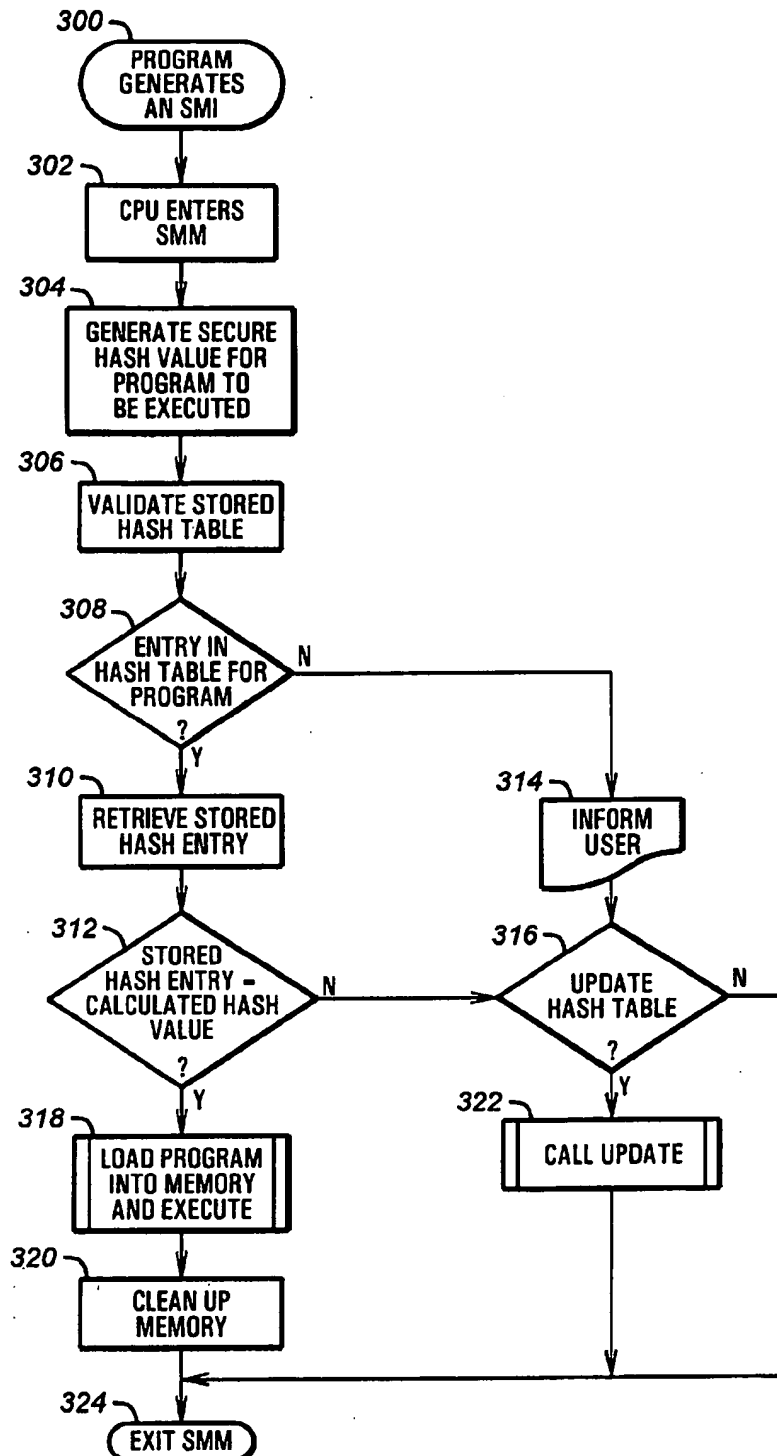 300
PROGRAM
GENERATES
AN SMI
302
CPU ENTERS
SMM
304
GENERATE SECURE
HASH VALUE FOR
PROGRAM TO
BE EXECUTED
306
VALIDATE STORED
HASH TABLE
308
ENTRY IN
HASH TABLE FOR
PROGRAM
?
N
Y
310
RETRIEVE STORED
HASH ENTRY
314
INFORM
USER
312
STORED
HASH ENTRY =
CALCULATED HASH
VALUE
?
N
Y
316
UPDATE
HASH TABLE
?
N
Y
318
LOAD PROGRAM
INTO MEMORY
AND EXECUTE
322
CALL UPDATE
320
CLEAN UP
MEMORY
324
EXIT SMM